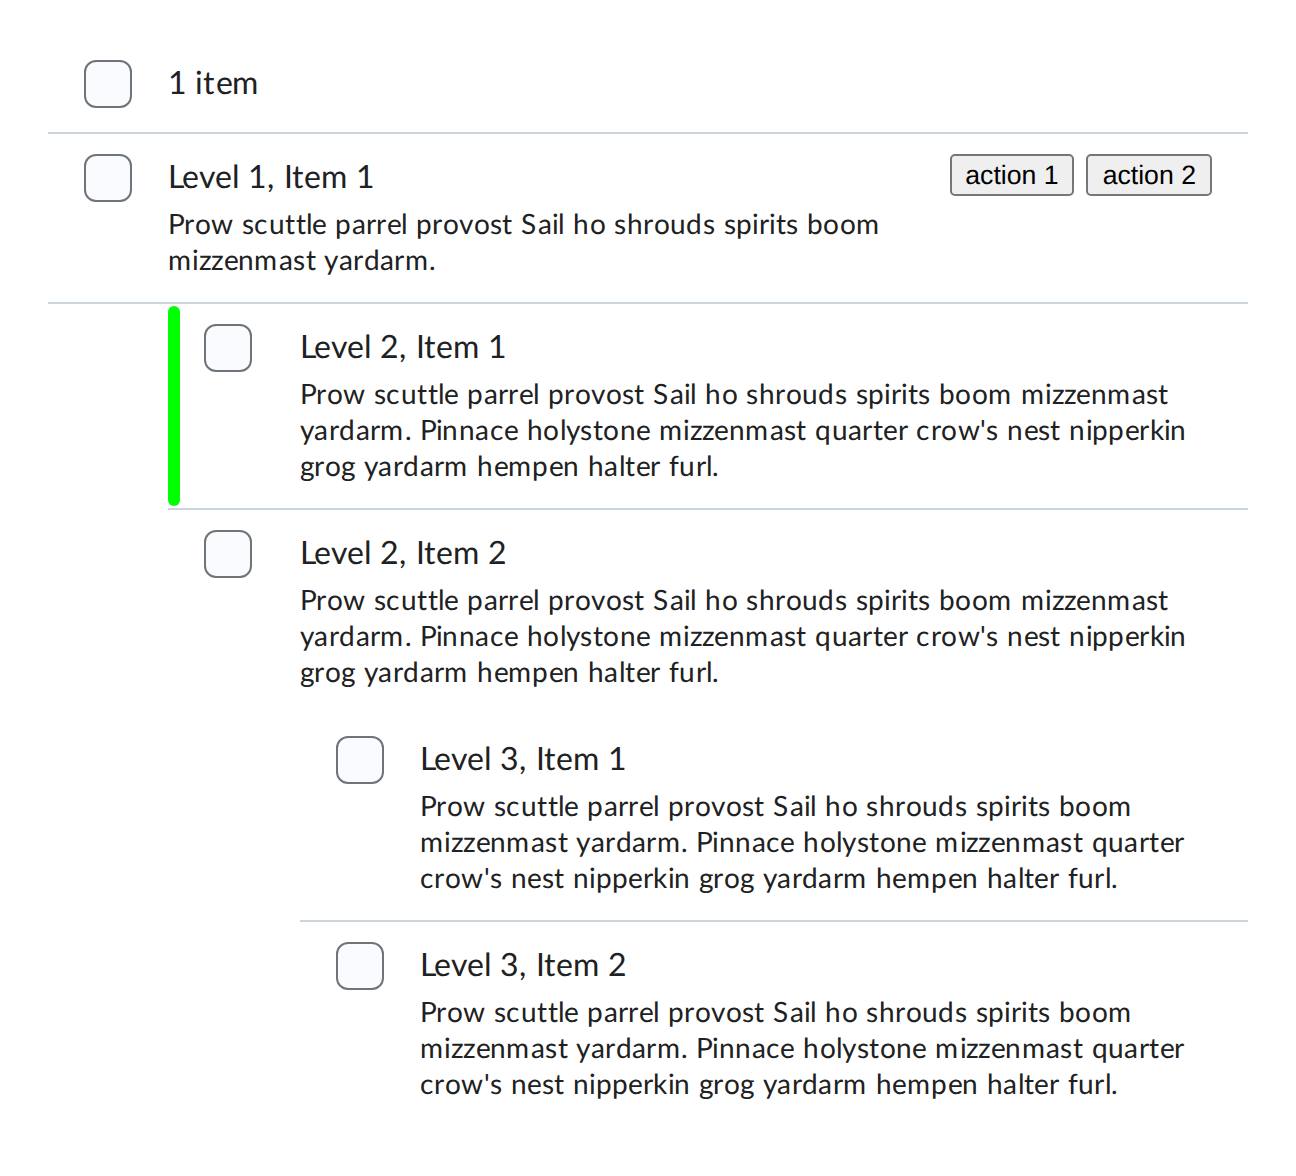 1 item
Level 1, Item 1
action 1
action 2
Prow scuttle parrel provost Sail ho shrouds spirits boom
mizzenmast yardarm.
Level 2, Item 1
Prow scuttle parrel provost Sail ho shrouds spirits boom mizzenmast
yardarm. Pinnace holystone mizzenmast quarter crow's nest nipperkin
grog yardarm hempen halter furl.
Level 2, Item 2
Prow scuttle parrel provost Sail ho shrouds spirits boom mizzenmast
yardarm. Pinnace holystone mizzenmast quarter crow's nest nipperkin
grog yardarm hempen halter furl.
Level 3, Item 1
Prow scuttle parrel provost Sail ho shrouds spirits boom
mizzenmast yardarm. Pinnace holystone mizzenmast quarter
crow's nest nipperkin grog yardarm hempen halter furl.
Level 3, Item 2
Prow scuttle parrel provost Sail ho shrouds spirits boom
mizzenmast yardarm. Pinnace holystone mizzenmast quarter
crow's nest nipperkin grog yardarm hempen halter furl.